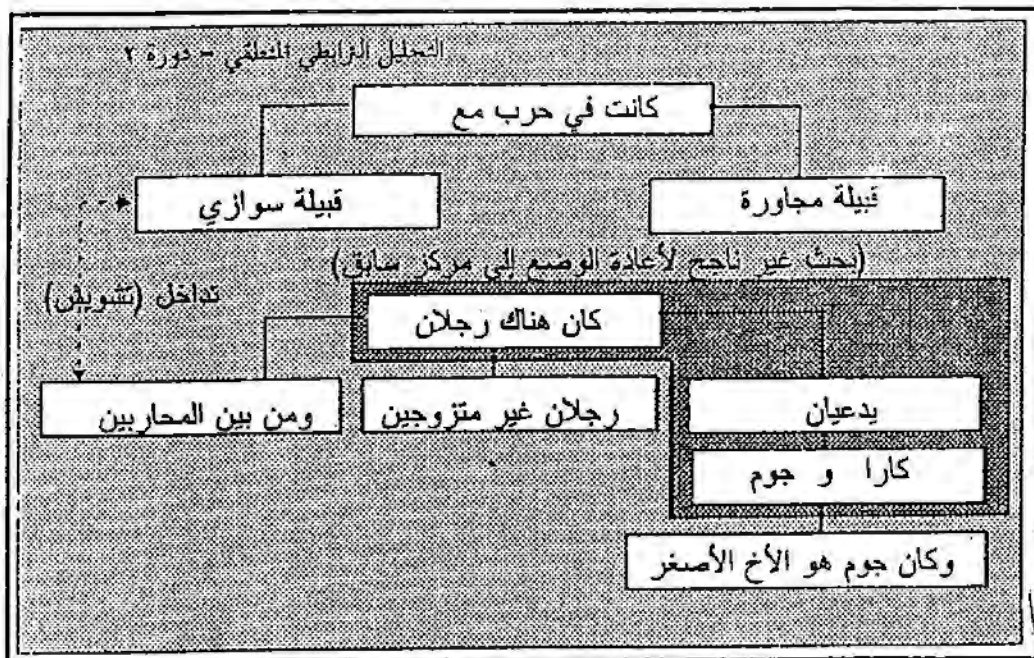 التحليل الترابطي المنطقي - دورة ٢
كانت في حرب مع
قبيلة مجاورة
قبيلة سوازي
(بحث غير ناجح لأعادة الوضع إلى مركز سابق)
تداخل (تشويش)
كان هناك رجلان
يدعيان
رجلان غير متزوجين
ومن بين المحاربين
كارا و جوم
وكان جوم هو الأخ الأصغر